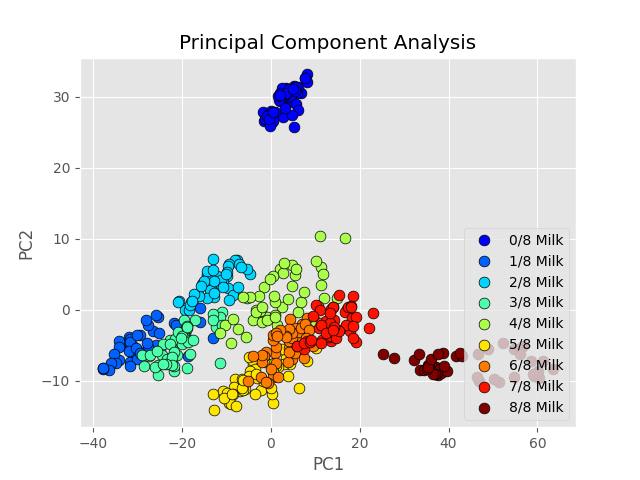 Principal Component Analysis
PC2
30
20
10
0
−10
−40
−20
0
20
40
60
PC1
0/8 Milk
1/8 Milk
2/8 Milk
3/8 Milk
4/8 Milk
5/8 Milk
6/8 Milk
7/8 Milk
8/8 Milk